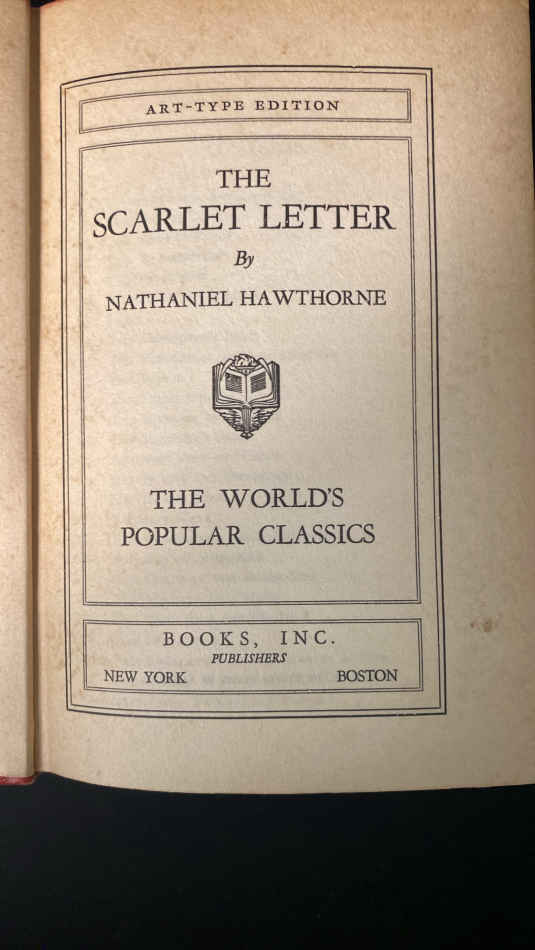 ART-TYPE EDITION
THE
SCARLET LETTER
By
NATHANIEL HAWTHORNE
THE WORLD'S
POPULAR CLASSICS
BOOKS, INC.
PUBLISHERS
NEW YORK BOSTON